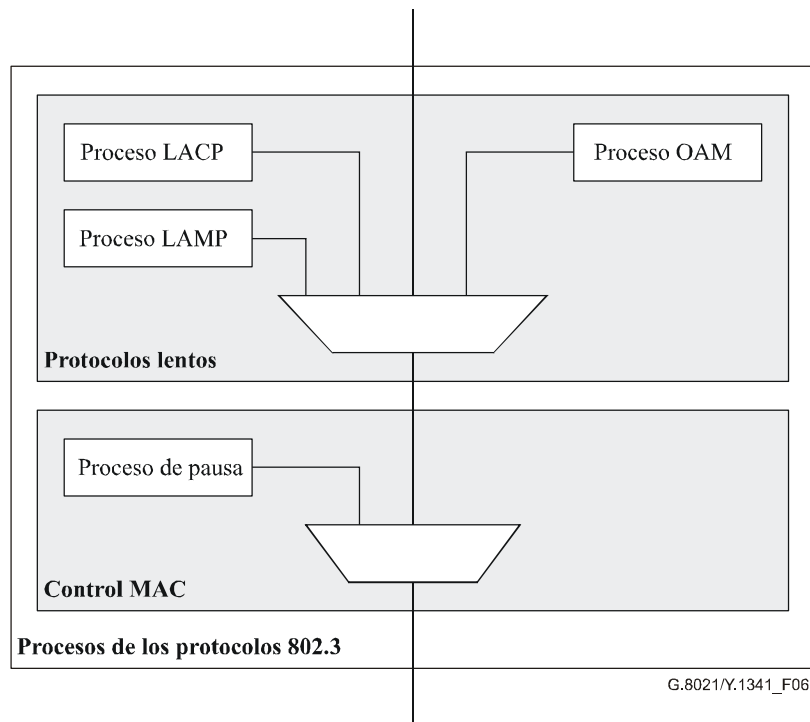 Proceso LACP
Proceso OAM
Proceso LAMP
Protocolos lentos
Proceso de pausa
Control MAC
Procesos de los protocolos 802.3
G.8021/Y.1341_F06